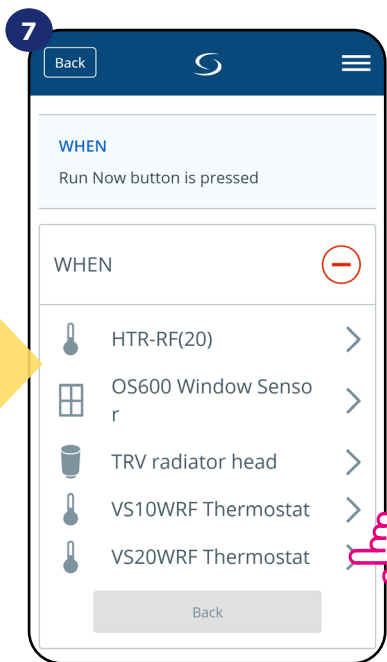 7
Back
WHEN
Run Now button is pressed
WHEN
HTR-RF(20)
OS600 Window Senso
r
TRV radiator head
VS10WRF Thermostat
VS20WRF Thermostat
Back